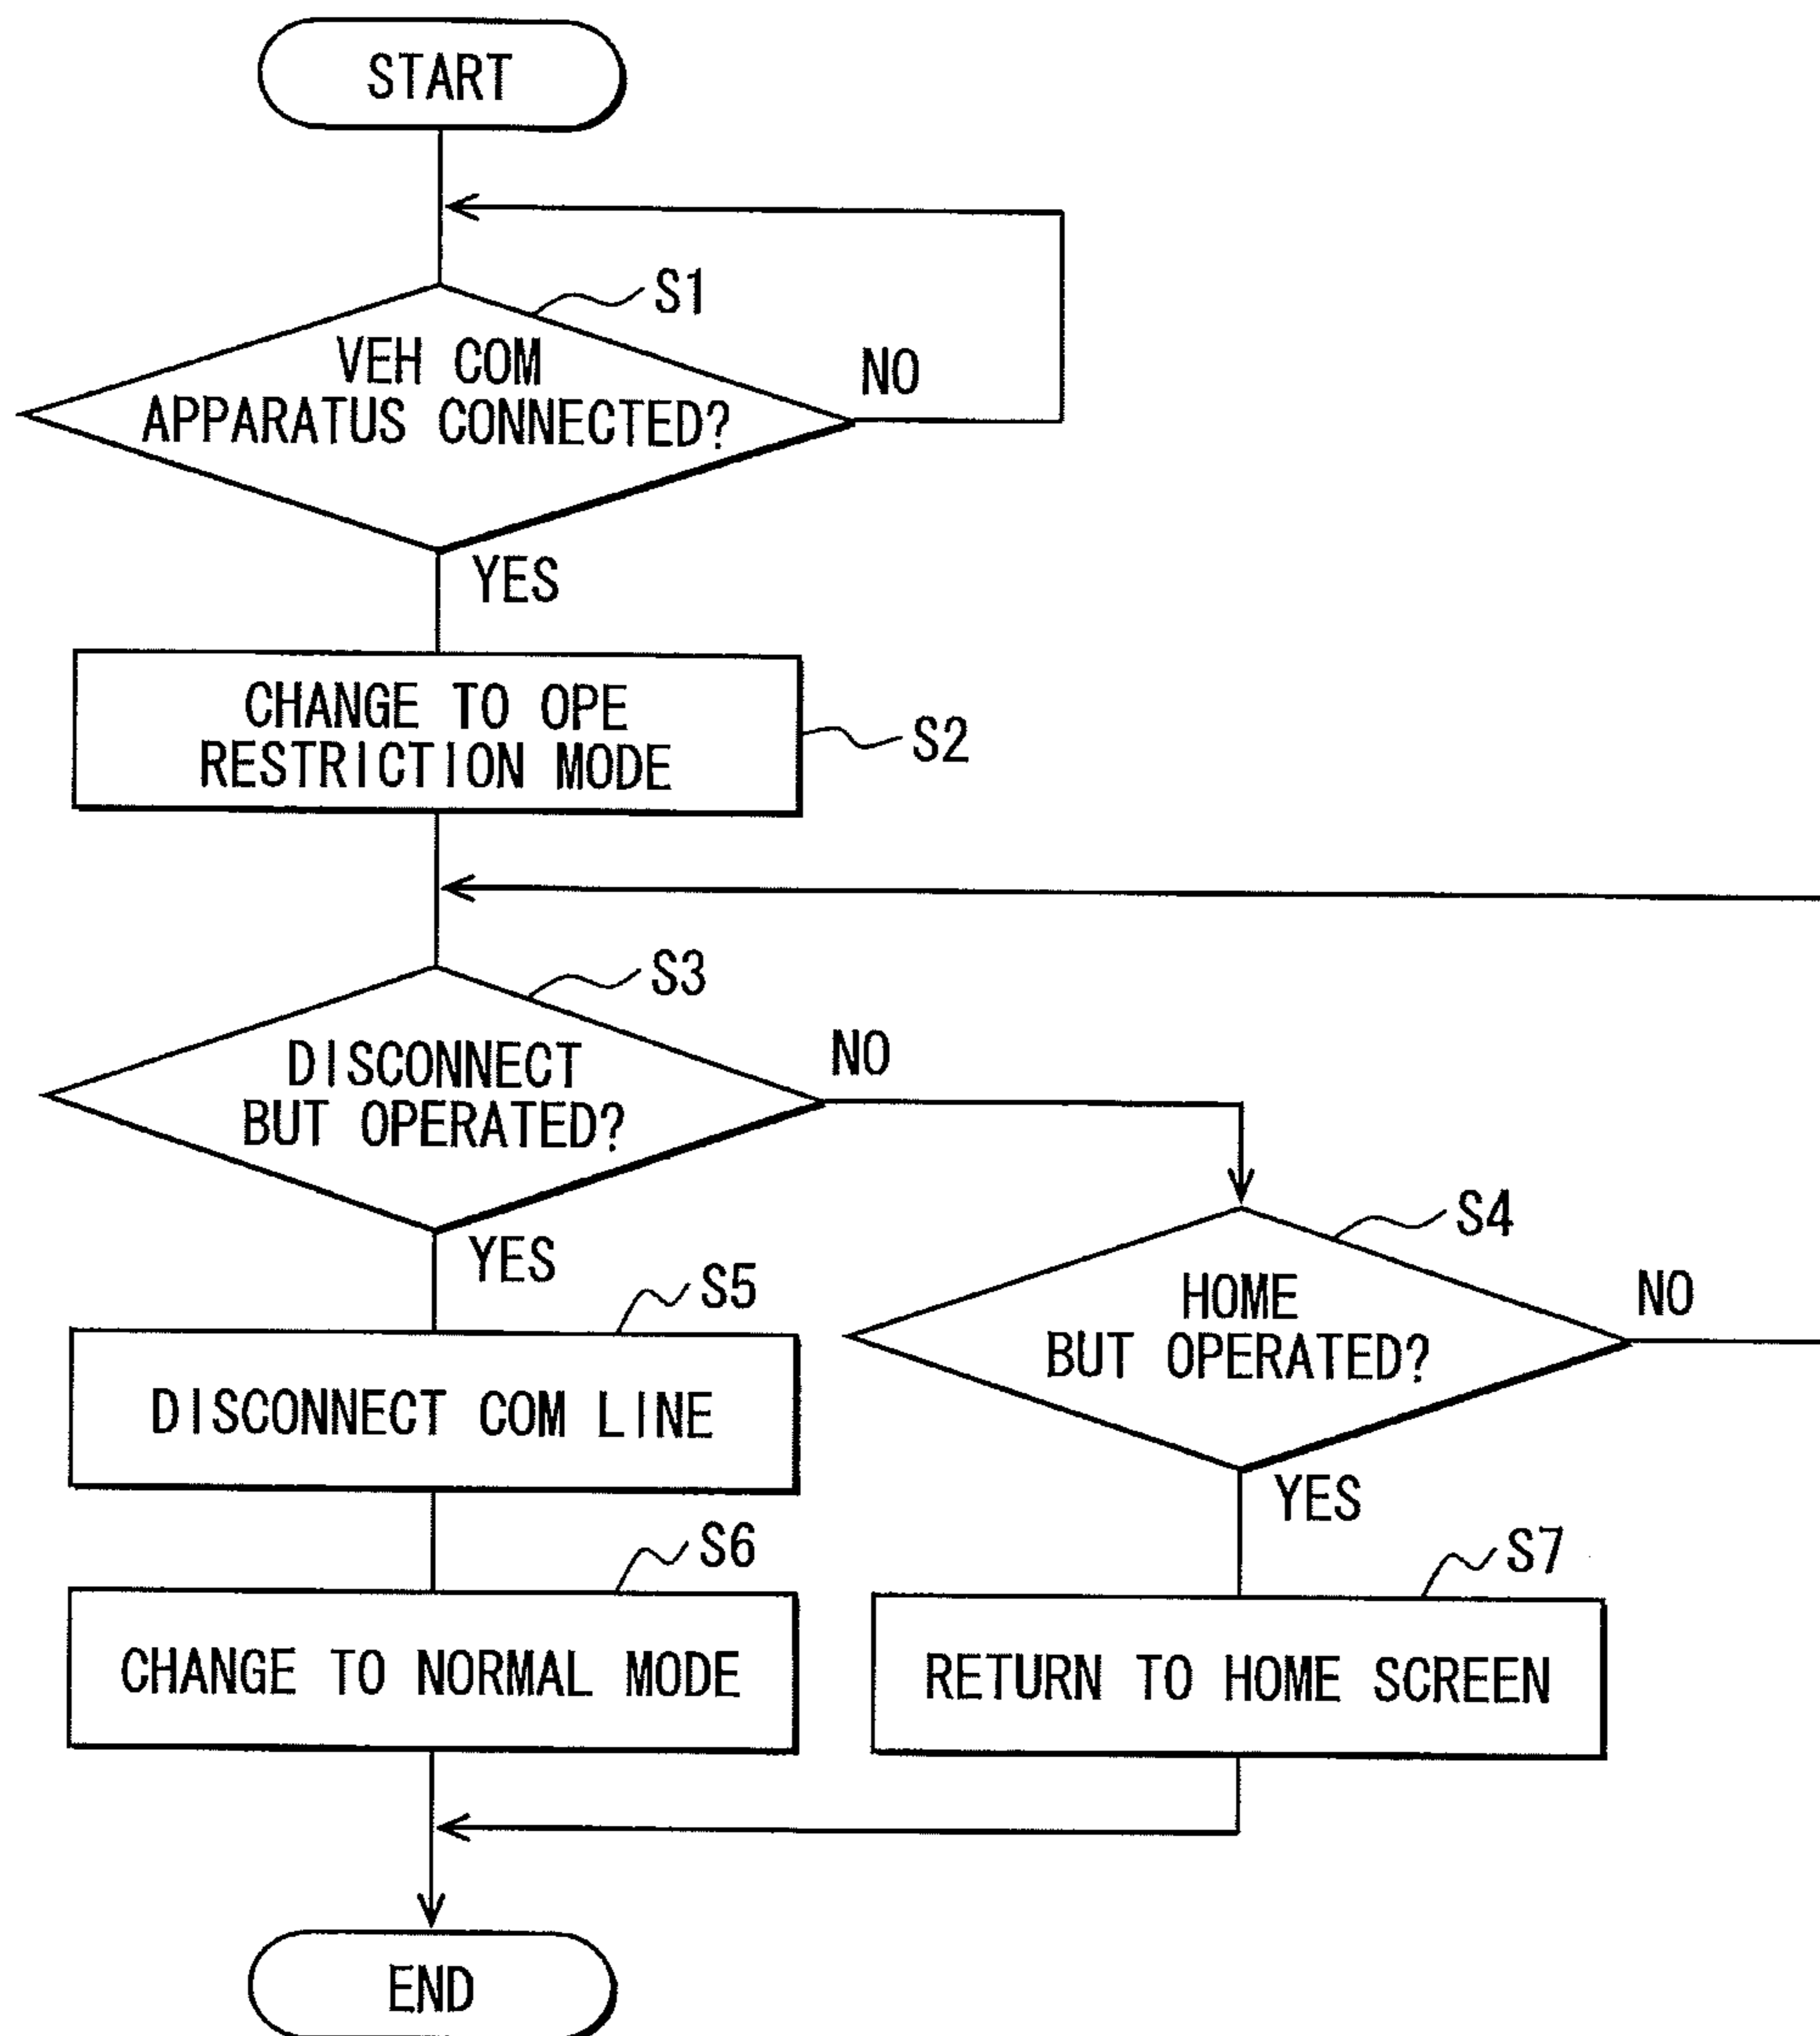 START
S1
VEH COM
APPARATUS CONNECTED?
NO
YES
CHANGE TO OPE
RESTRICTION MODE
S2
S3
DISCONNECT
BUT OPERATED?
NO
YES
S4
HOME
BUT OPERATED?
NO
YES
S5
DISCONNECT COM LINE
S6
CHANGE TO NORMAL MODE
S7
RETURN TO HOME SCREEN
END